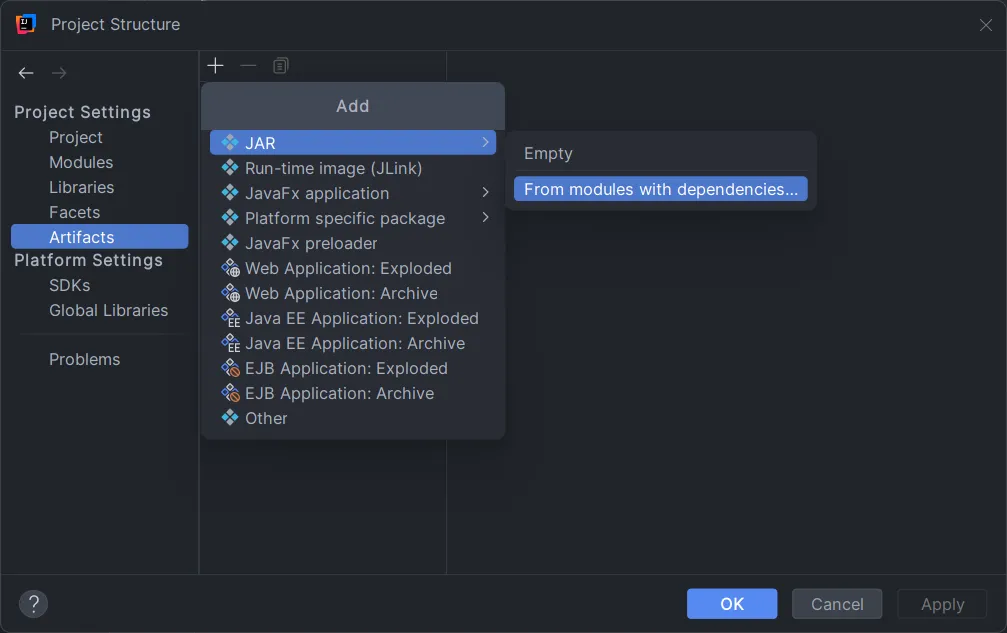 Project Structure
Project Settings
Project
Modules
Libraries
Facets
Artifacts
Platform Settings
SDKs
Global Libraries
Problems
Add
JAR
Run-time image (JLink)
JavaFx application
Platform specific package
JavaFx preloader
Web Application: Exploded
Web Application: Archive
Java EE Application: Exploded
Java EE Application: Archive
EJB Application: Exploded
EJB Application: Archive
Other
Empty
From modules with dependencies...
?
OK
Cancel
Apply